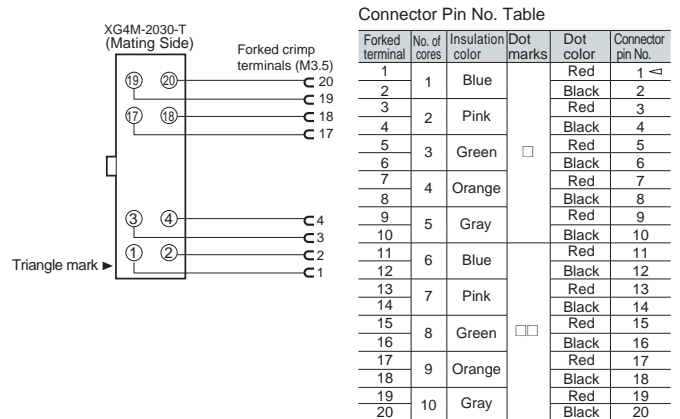 XG4M-2030-T
(Mating Side)
Forked crimp
terminals (M3.5)
19 20
20
19
17 18
18
17
3 4
4
3
1 2
2
1
Triangle mark ►
Connector Pin No. Table
Forked terminal No. of cores Insulation color Dot marks Dot color Connector pin No.
1 1 Blue □ Red 1 ◅
2 Black 2
3 2 Pink Red 3
4 Black 4
5 3 Green Red 5
6 Black 6
7 4 Orange Red 7
8 Black 8
9 5 Gray Red 9
10 Black 10
11 6 Blue □□ Red 11
12 Black 12
13 7 Pink Red 13
14 Black 14
15 8 Green Red 15
16 Black 16
17 9 Orange Red 17
18 Black 18
19 10 Gray Red 19
20 Black 20